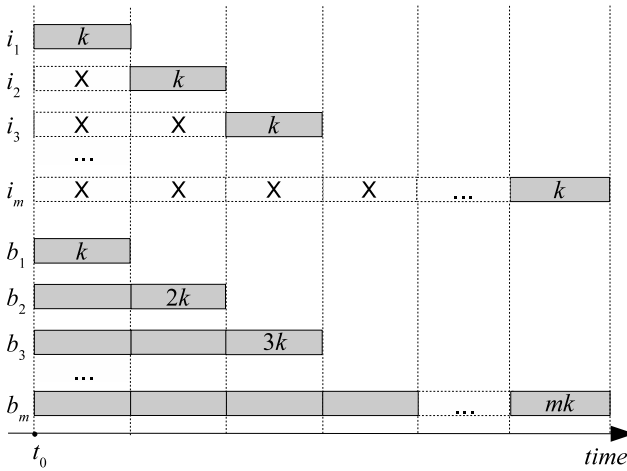 i1 k
i2 X k
i3 X X k
...
im X X X X ... k
b1 k
b2 2k
b3 3k
...
bm ... mk
t0 time